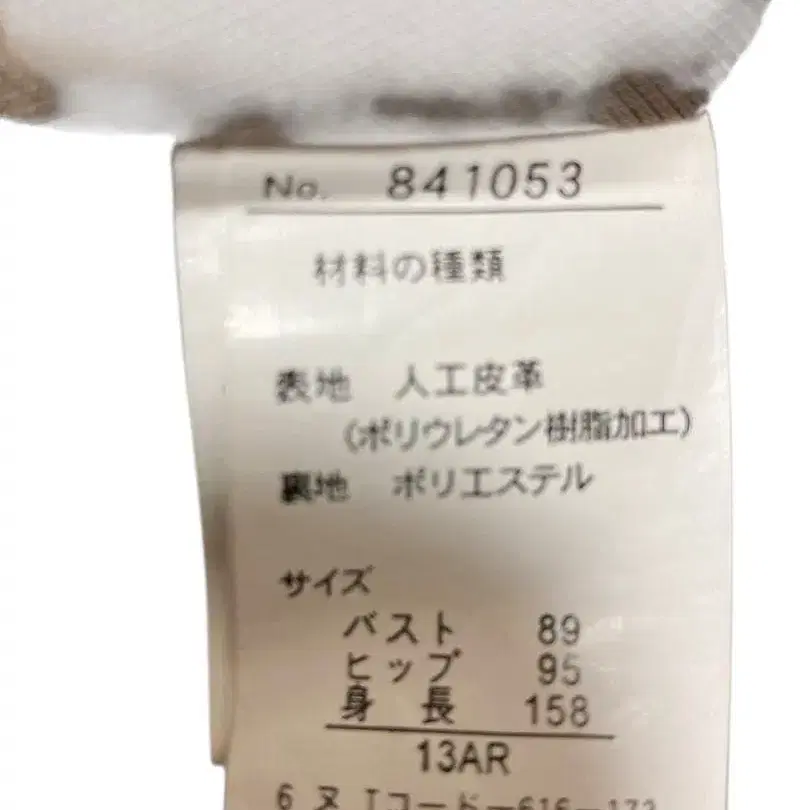 No. 841053
材料の種類
表地 人工皮革
(ポリウレタン樹脂加工)
裏地 ポリエステル
サイズ
バスト 89
ヒップ 95
身 長 158
13AR